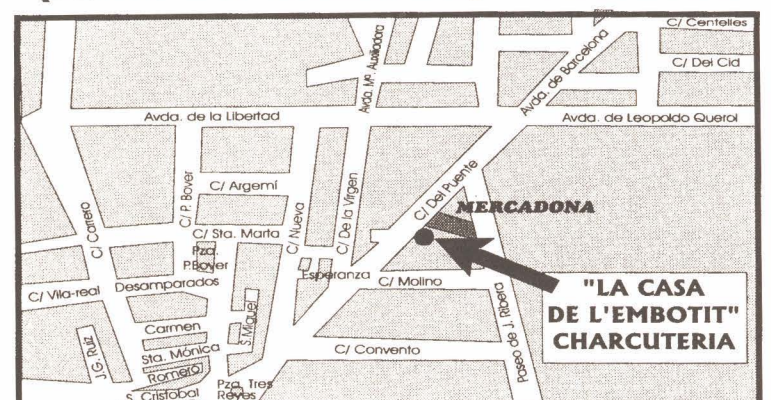 C/ Centelles
C/ Del Cid
Avda. Mª. Auxiliadora
Avda. de Barcelona
Avda. de la Libertad
Avda. de Leopoldo Querol
C/ Argemí
C/ P. Bover
C/ Del Puente
MERCADONA
C/ Carrero
C/ Sta. Marta
C/ Nueva
C/ De la Virgen
Pza.
P.Bover
Esperanza
C/ Molino
C/ Vila-real
Desamparados
"LA CASA
DE L'EMBOTIT"
CHARCUTERIA
Carmen
S. Miguel
J.G. Ruiz
Sta. Mónica
C/ Convento
Paseo de J. Ribera
Romero
Pza. Tres
Reyes
S. Cristobal